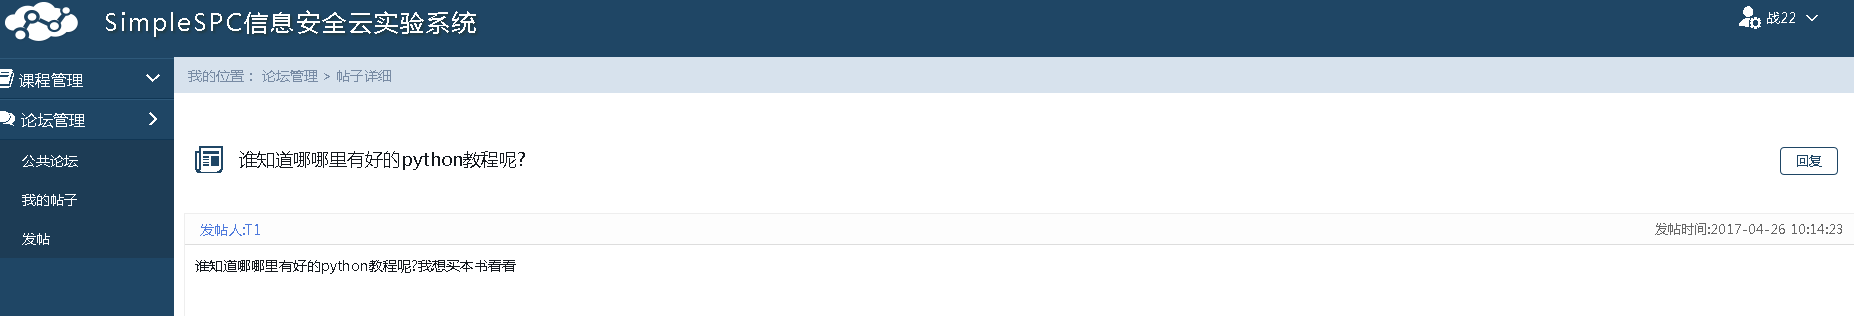 SimpleSPC信息安全云实验系统
战22
课程管理
我的位置： 论坛管理 > 帖子详细
论坛管理
公共论坛
谁知道哪哪里有好的python教程呢?
回复
我的帖子
发帖人:T1
发帖时间:2017-04-26 10:14:23
发帖
谁知道哪哪里有好的python教程呢?我想买本书看看